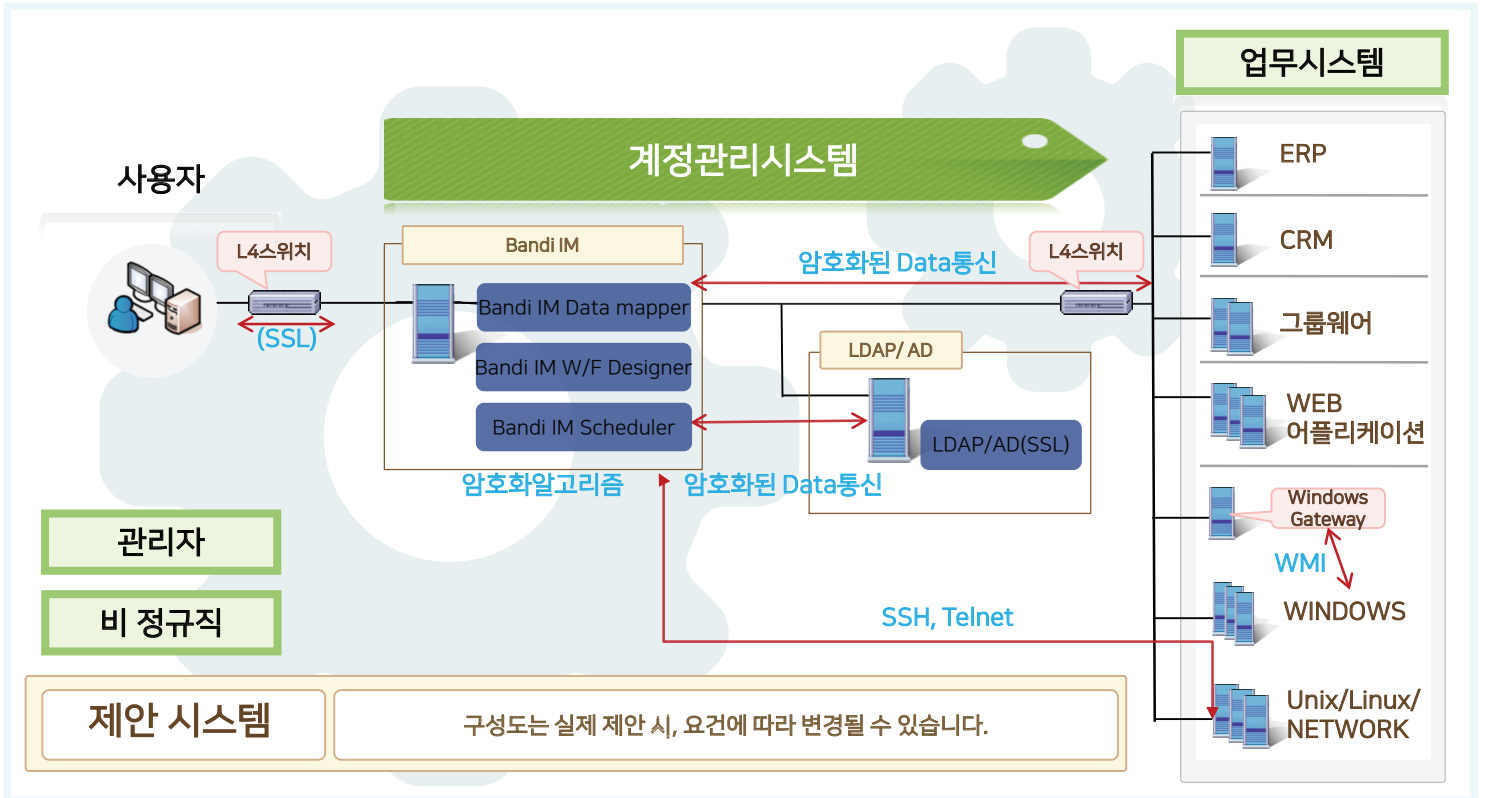 업무시스템
계정관리시스템
사용자
ERP
CRM
그룹웨어
WEB
어플리케이션
Windows
Gateway
WMI
WINDOWS
Unix/Linux/
NETWORK
L4스위치
(SSL)
Bandi IM
Bandi IM Data mapper
Bandi IM W/F Designer
Bandi IM Scheduler
암호화된 Data통신
L4스위치
LDAP/ AD
LDAP/AD(SSL)
암호화알고리즘
암호화된 Data통신
SSH, Telnet
관리자
비 정규직
제안 시스템
구성도는 실제 제안 시, 요건에 따라 변경될 수 있습니다.